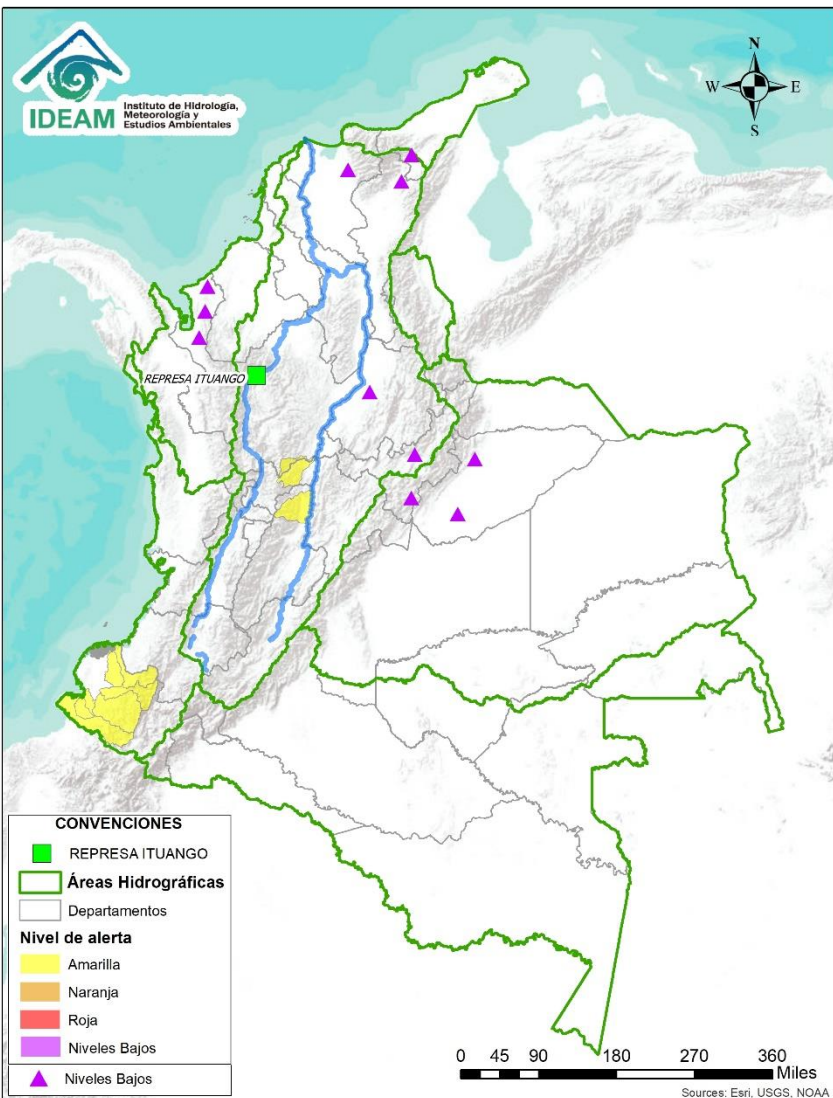 IDEAM
Instituto de Hidrología,
Meteorología y
Estudios Ambientales
N
W
E
S
REPRESA ITUANGO
CONVENCIONES
REPRESA ITUANGO
Áreas Hidrográficas
Departamentos
Nivel de alerta
Amarilla
Naranja
Roja
Niveles Bajos
Niveles Bajos
0 45 90 180 270 360
Miles
Sources: Esri, USGS, NOAA